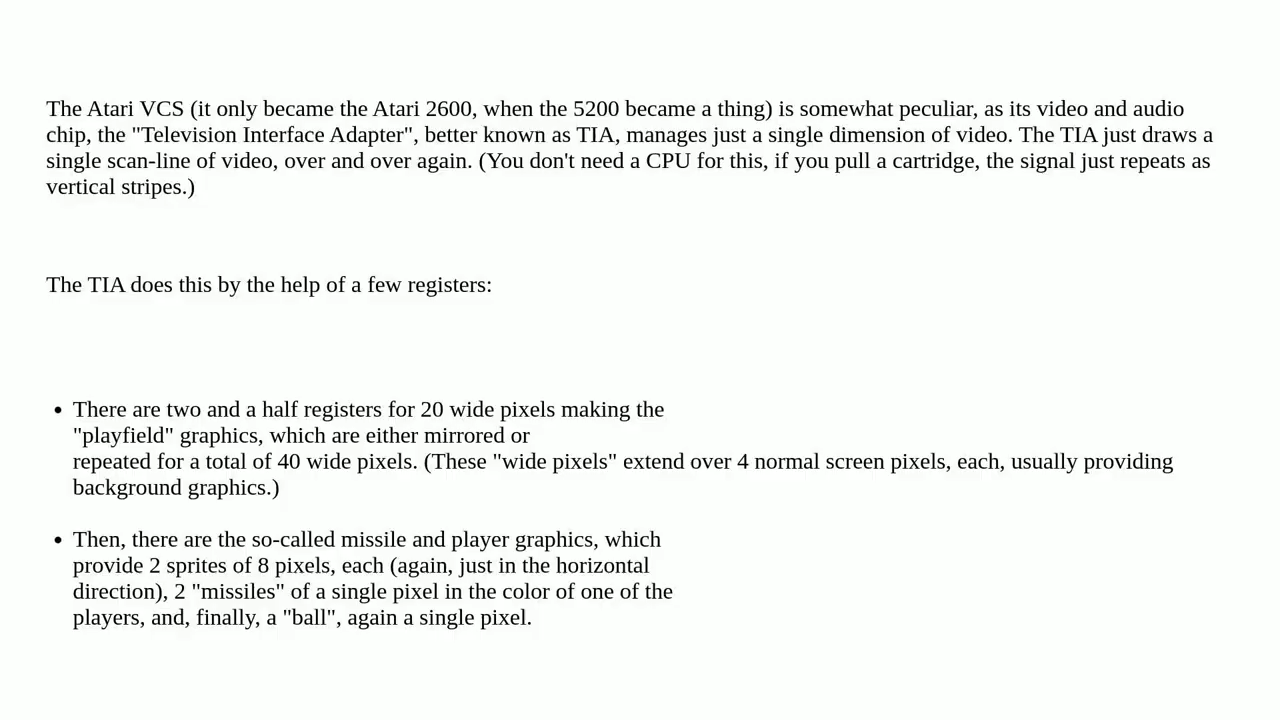 The Atari VCS (it only became the Atari 2600, when the 5200 became a thing) is somewhat peculiar, as its video and audio
chip, the "Television Interface Adapter", better known as TIA, manages just a single dimension of video. The TIA just draws a
single scan-line of video, over and over again. (You don't need a CPU for this, if you pull a cartridge, the signal just repeats as
vertical stripes.)
The TIA does this by the help of a few registers:
• There are two and a half registers for 20 wide pixels making the
"playfield" graphics, which are either mirrored or
repeated for a total of 40 wide pixels. (These "wide pixels" extend over 4 normal screen pixels, each, usually providing
background graphics.)
• Then, there are the so-called missile and player graphics, which
provide 2 sprites of 8 pixels, each (again, just in the horizontal
direction), 2 "missiles" of a single pixel in the color of one of the
players, and, finally, a "ball", again a single pixel.